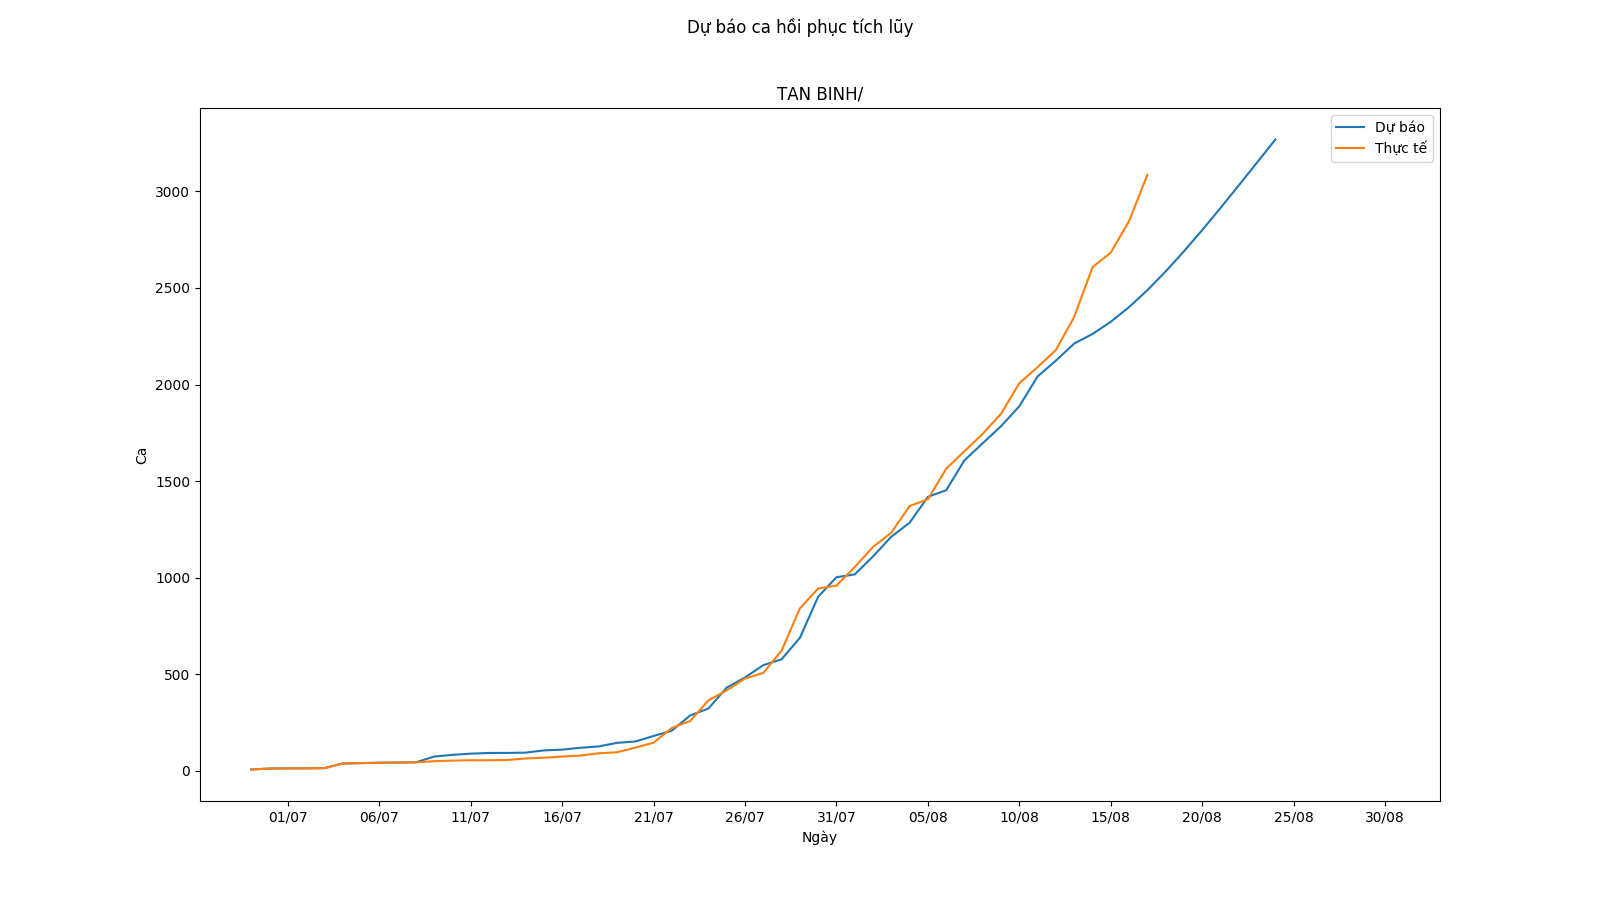 Dự báo ca hồi phục tích lũy
TAN BINH/
Dự báo
Thực tế
3000
2500
2000
1500
1000
500
0
Ca
01/07 06/07 11/07 16/07 21/07 26/07 31/07 05/08 10/08 15/08 20/08 25/08 30/08
Ngày